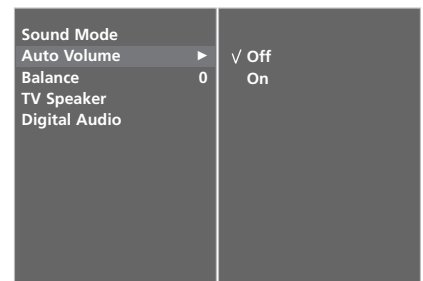 Sound Mode
Auto Volume ►
Balance 0
TV Speaker
Digital Audio
√ Off
On